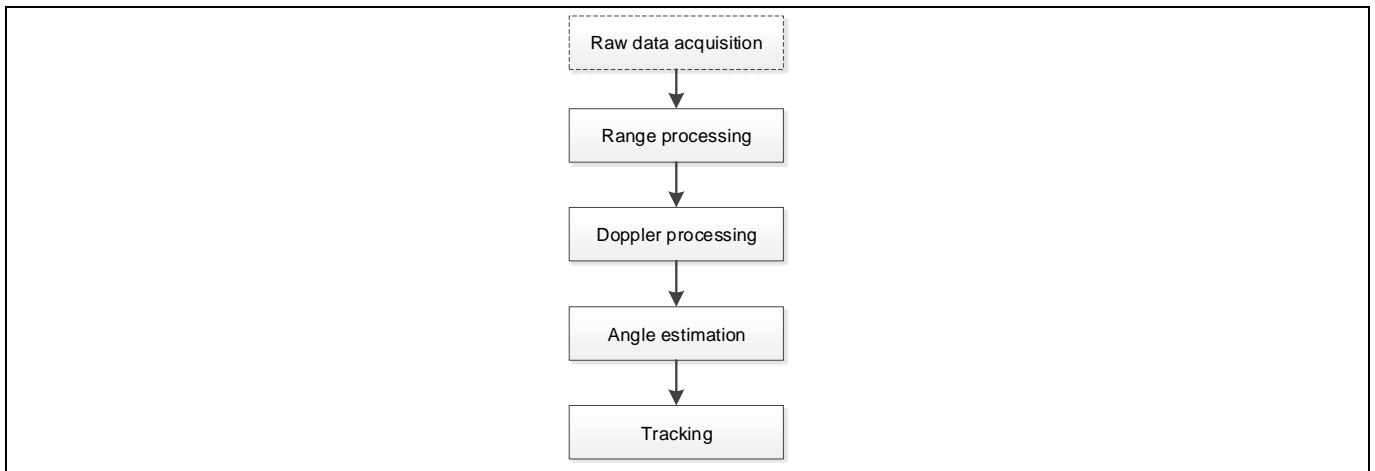 Raw data acquisition
Range processing
Doppler processing
Angle estimation
Tracking